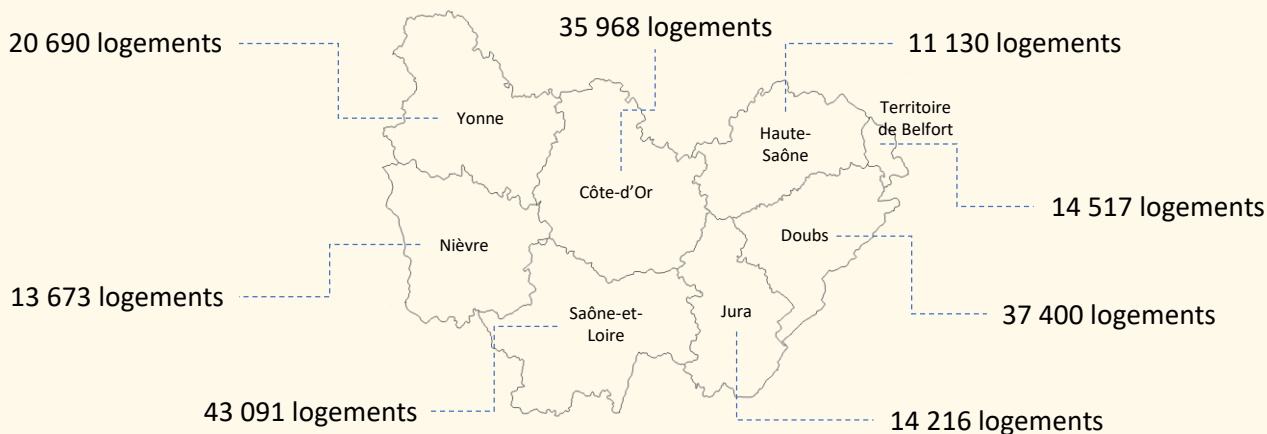 20 690 logements
35 968 logements
11 130 logements
Yonne
Territoire
de Belfort
Haute-
Saône
Côte-d’Or
14 517 logements
Doubs
Nièvre
13 673 logements
Saône-et-
Loire
Jura
37 400 logements
43 091 logements
14 216 logements